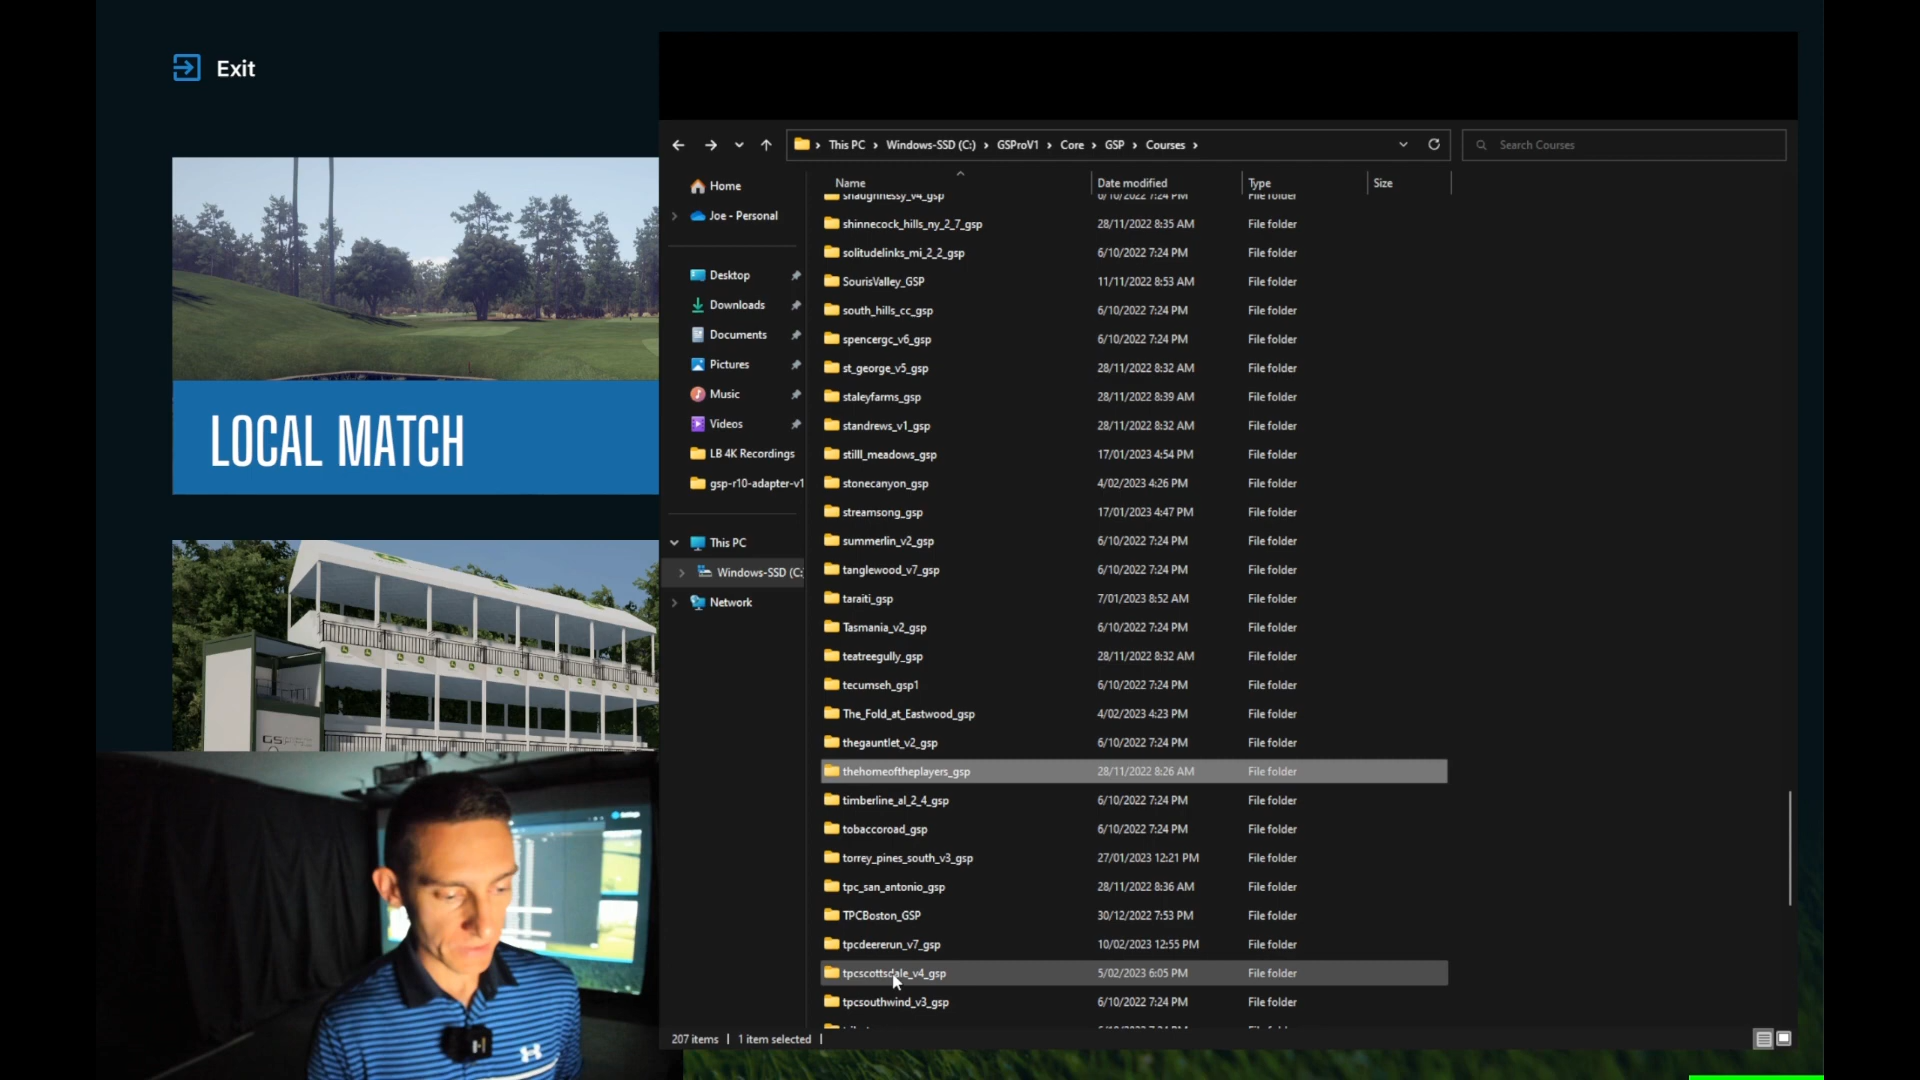 Exit
LOCAL MATCH
GS
This PC > Windows-SSD (C:) > GSProV1 > Core > GSP > Courses >
Search Courses
Home
Joe - Personal
Desktop
Downloads
Documents
Pictures
Music
Videos
LB 4K Recordings
gsp-r10-adapter-v1
This PC
Windows-SSD (C:
Network
Name Date modified Type Size
shaughnessy_v4_gsp 6/10/2022 7:24 PM File folder
shinnecock_hills_ny_2_7_gsp 28/11/2022 8:35 AM File folder
solitudelinks_mi_2_2_gsp 6/10/2022 7:24 PM File folder
SourisValley_GSP 11/11/2022 8:53 AM File folder
south_hills_cc_gsp 6/10/2022 7:24 PM File folder
spencergc_v6_gsp 6/10/2022 7:24 PM File folder
st_george_v5_gsp 28/11/2022 8:32 AM File folder
staleyfarms_gsp 28/11/2022 8:39 AM File folder
standrews_v1_gsp 28/11/2022 8:32 AM File folder
stilll_meadows_gsp 17/01/2023 4:54 PM File folder
stonecanyon_gsp 4/02/2023 4:26 PM File folder
streamsong_gsp 17/01/2023 4:47 PM File folder
summerlin_v2_gsp 6/10/2022 7:24 PM File folder
tanglewood_v7_gsp 6/10/2022 7:24 PM File folder
taraiti_gsp 7/01/2023 8:52 AM File folder
Tasmania_v2_gsp 6/10/2022 7:24 PM File folder
teatreegully_gsp 28/11/2022 8:32 AM File folder
tecumseh_gsp1 6/10/2022 7:24 PM File folder
The_Fold_at_Eastwood_gsp 4/02/2023 4:23 PM File folder
thegauntlet_v2_gsp 6/10/2022 7:24 PM File folder
thehomeoftheplayers_gsp 28/11/2022 8:26 AM File folder
timberline_al_2_4_gsp 6/10/2022 7:24 PM File folder
tobaccoroad_gsp 6/10/2022 7:24 PM File folder
torrey_pines_south_v3_gsp 27/01/2023 12:21 PM File folder
tpc_san_antonio_gsp 28/11/2022 8:36 AM File folder
TPCBoston_GSP 30/12/2022 7:53 PM File folder
tpcdeererun_v7_gsp 10/02/2023 12:55 PM File folder
tpcscottsdale_v4_gsp 5/02/2023 6:05 PM File folder
tpcsouthwind_v3_gsp 6/10/2022 7:24 PM File folder
207 items | 1 item selected |